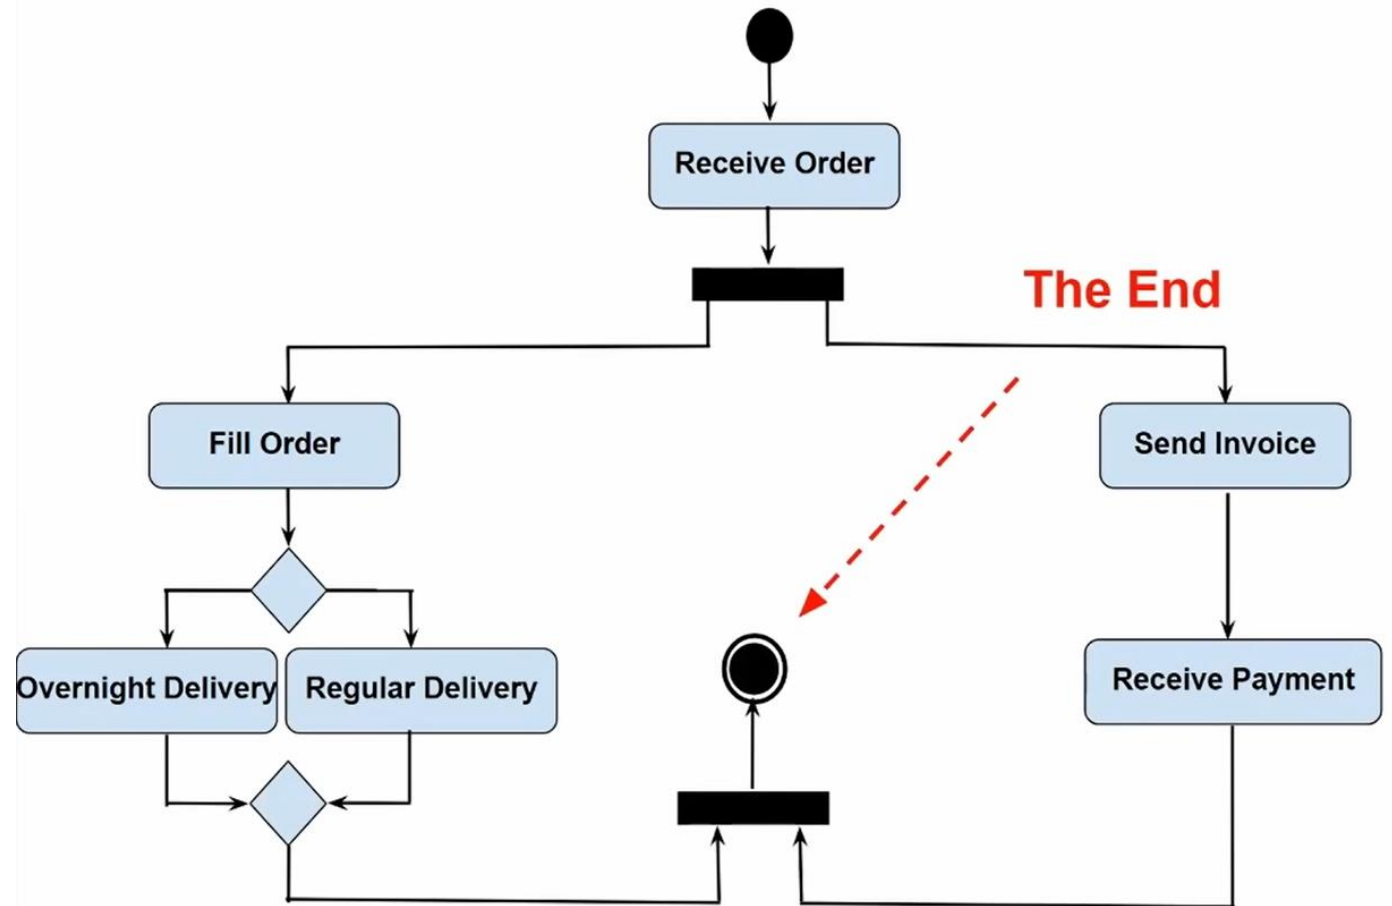 Receive Order
The End
Fill Order
Send Invoice
Overnight Delivery
Regular Delivery
Receive Payment